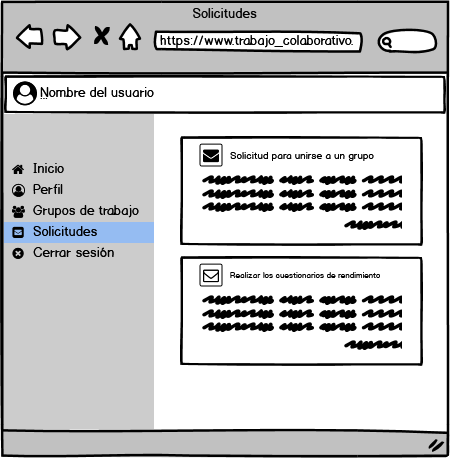 Solicitudes
https://www.trabajo_colaborativo.
Nombre del usuario
Inicio
Perfil
Grupos de trabajo
Solicitudes
Cerrar sesión
Solicitud para unirse a un grupo
Realizar los cuestionarios de rendimiento